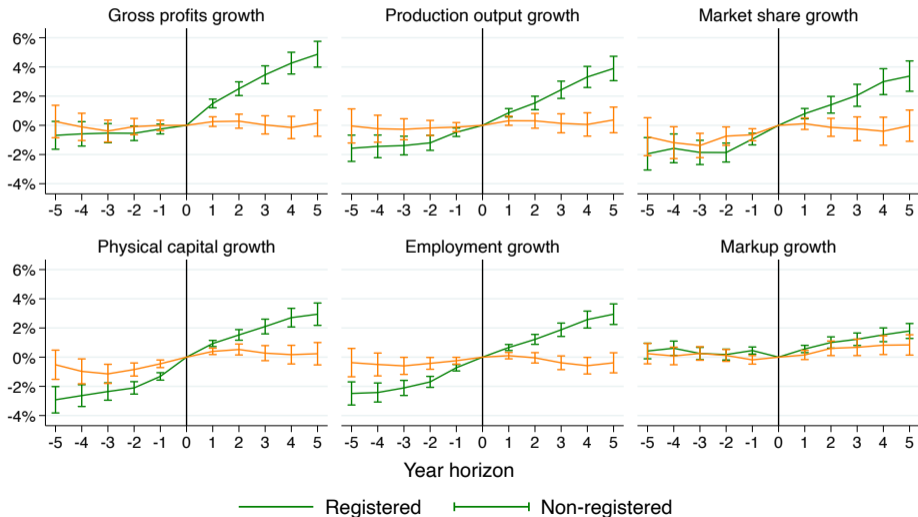 Gross profits growth
Production output growth
Market share growth
6%
4%
2%
0%
-2%
-4%
-5 -4 -3 -2 -1 0 1 2 3 4 5
-5 -4 -3 -2 -1 0 1 2 3 4 5
-5 -4 -3 -2 -1 0 1 2 3 4 5
Physical capital growth
Employment growth
Markup growth
6%
4%
2%
0%
-2%
-4%
-5 -4 -3 -2 -1 0 1 2 3 4 5
-5 -4 -3 -2 -1 0 1 2 3 4 5
-5 -4 -3 -2 -1 0 1 2 3 4 5
Year horizon
Registered
Non-registered